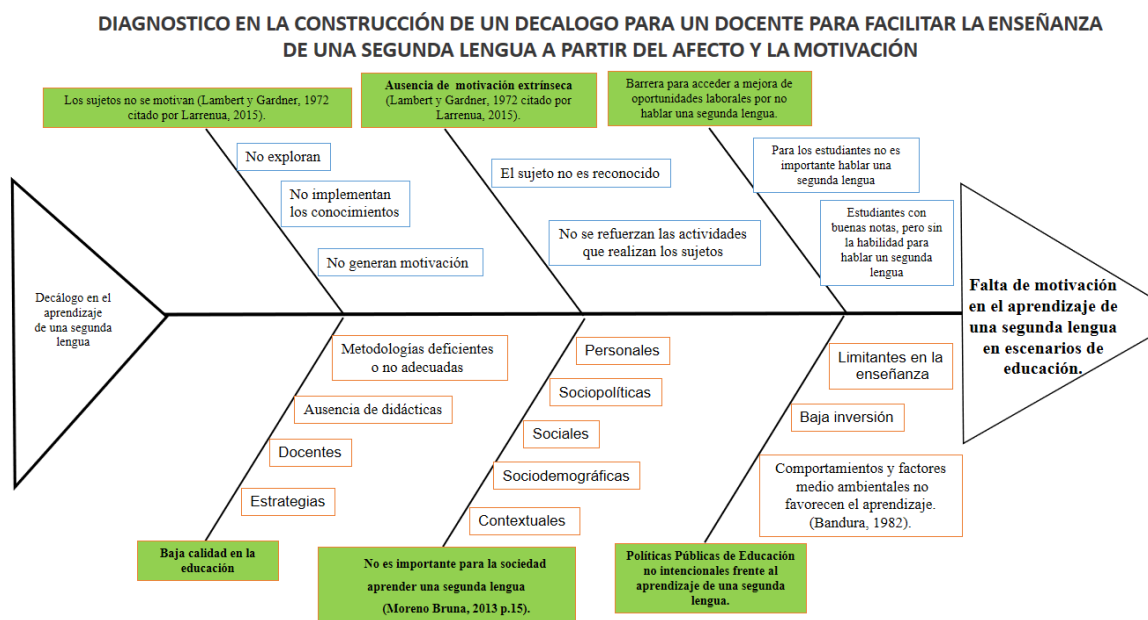 DIAGNOSTICO EN LA CONSTRUCCIÓN DE UN DECALOGO PARA UN DOCENTE PARA FACILITAR LA ENSEÑANZA
DE UNA SEGUNDA LENGUA A PARTIR DEL AFECTO Y LA MOTIVACIÓN
Los sujetos no se motivan (Lambert y Gardner, 1972
citado por Larrenua, 2015).
Ausencia de motivación extrínseca
(Lambert y Gardner, 1972 citado por
Larrenua, 2015).
Barrera para acceder a mejora de
oportunidades laborales por no
hablar una segunda lengua.
No exploran
No implementan
los conocimientos
No generan motivación
El sujeto no es reconocido
No se refuerzan las actividades
que realizan los sujetos
Para los estudiantes no es
importante hablar una
segunda lengua
Estudiantes con
buenas notas, pero sin
la habilidad para
hablar un segunda
lengua
Decálogo en el
aprendizaje
de una segunda
lengua
Falta de motivación
en el aprendizaje de
una segunda lengua
en escenarios de
educación.
Metodologías deficientes
o no adecuadas
Ausencia de didácticas
Docentes
Estrategias
Personales
Sociopolíticas
Sociales
Sociodemográficas
Contextuales
Limitantes en la
enseñanza
Baja inversión
Comportamientos y factores
medio ambientales no
favorecen el aprendizaje.
(Bandura, 1982).
Baja calidad en la
educación
No es importante para la sociedad
aprender una segunda lengua
(Moreno Bruna, 2013 p.15).
Políticas Públicas de Educación
no intencionales frente al
aprendizaje de una segunda
lengua.